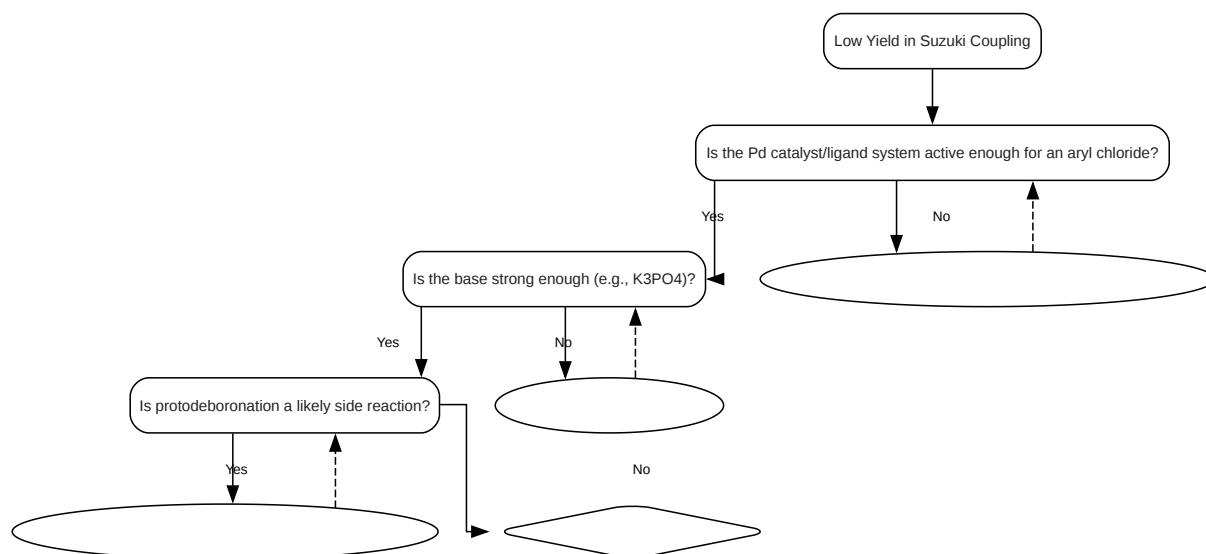 Low Yield in Suzuki Coupling
Is the Pd catalyst/ligand system active enough for an aryl chloride?
Yes
No
Is the base strong enough (e.g., K3PO4)?
Yes
No
Is protodeboronation a likely side reaction?
Yes
No